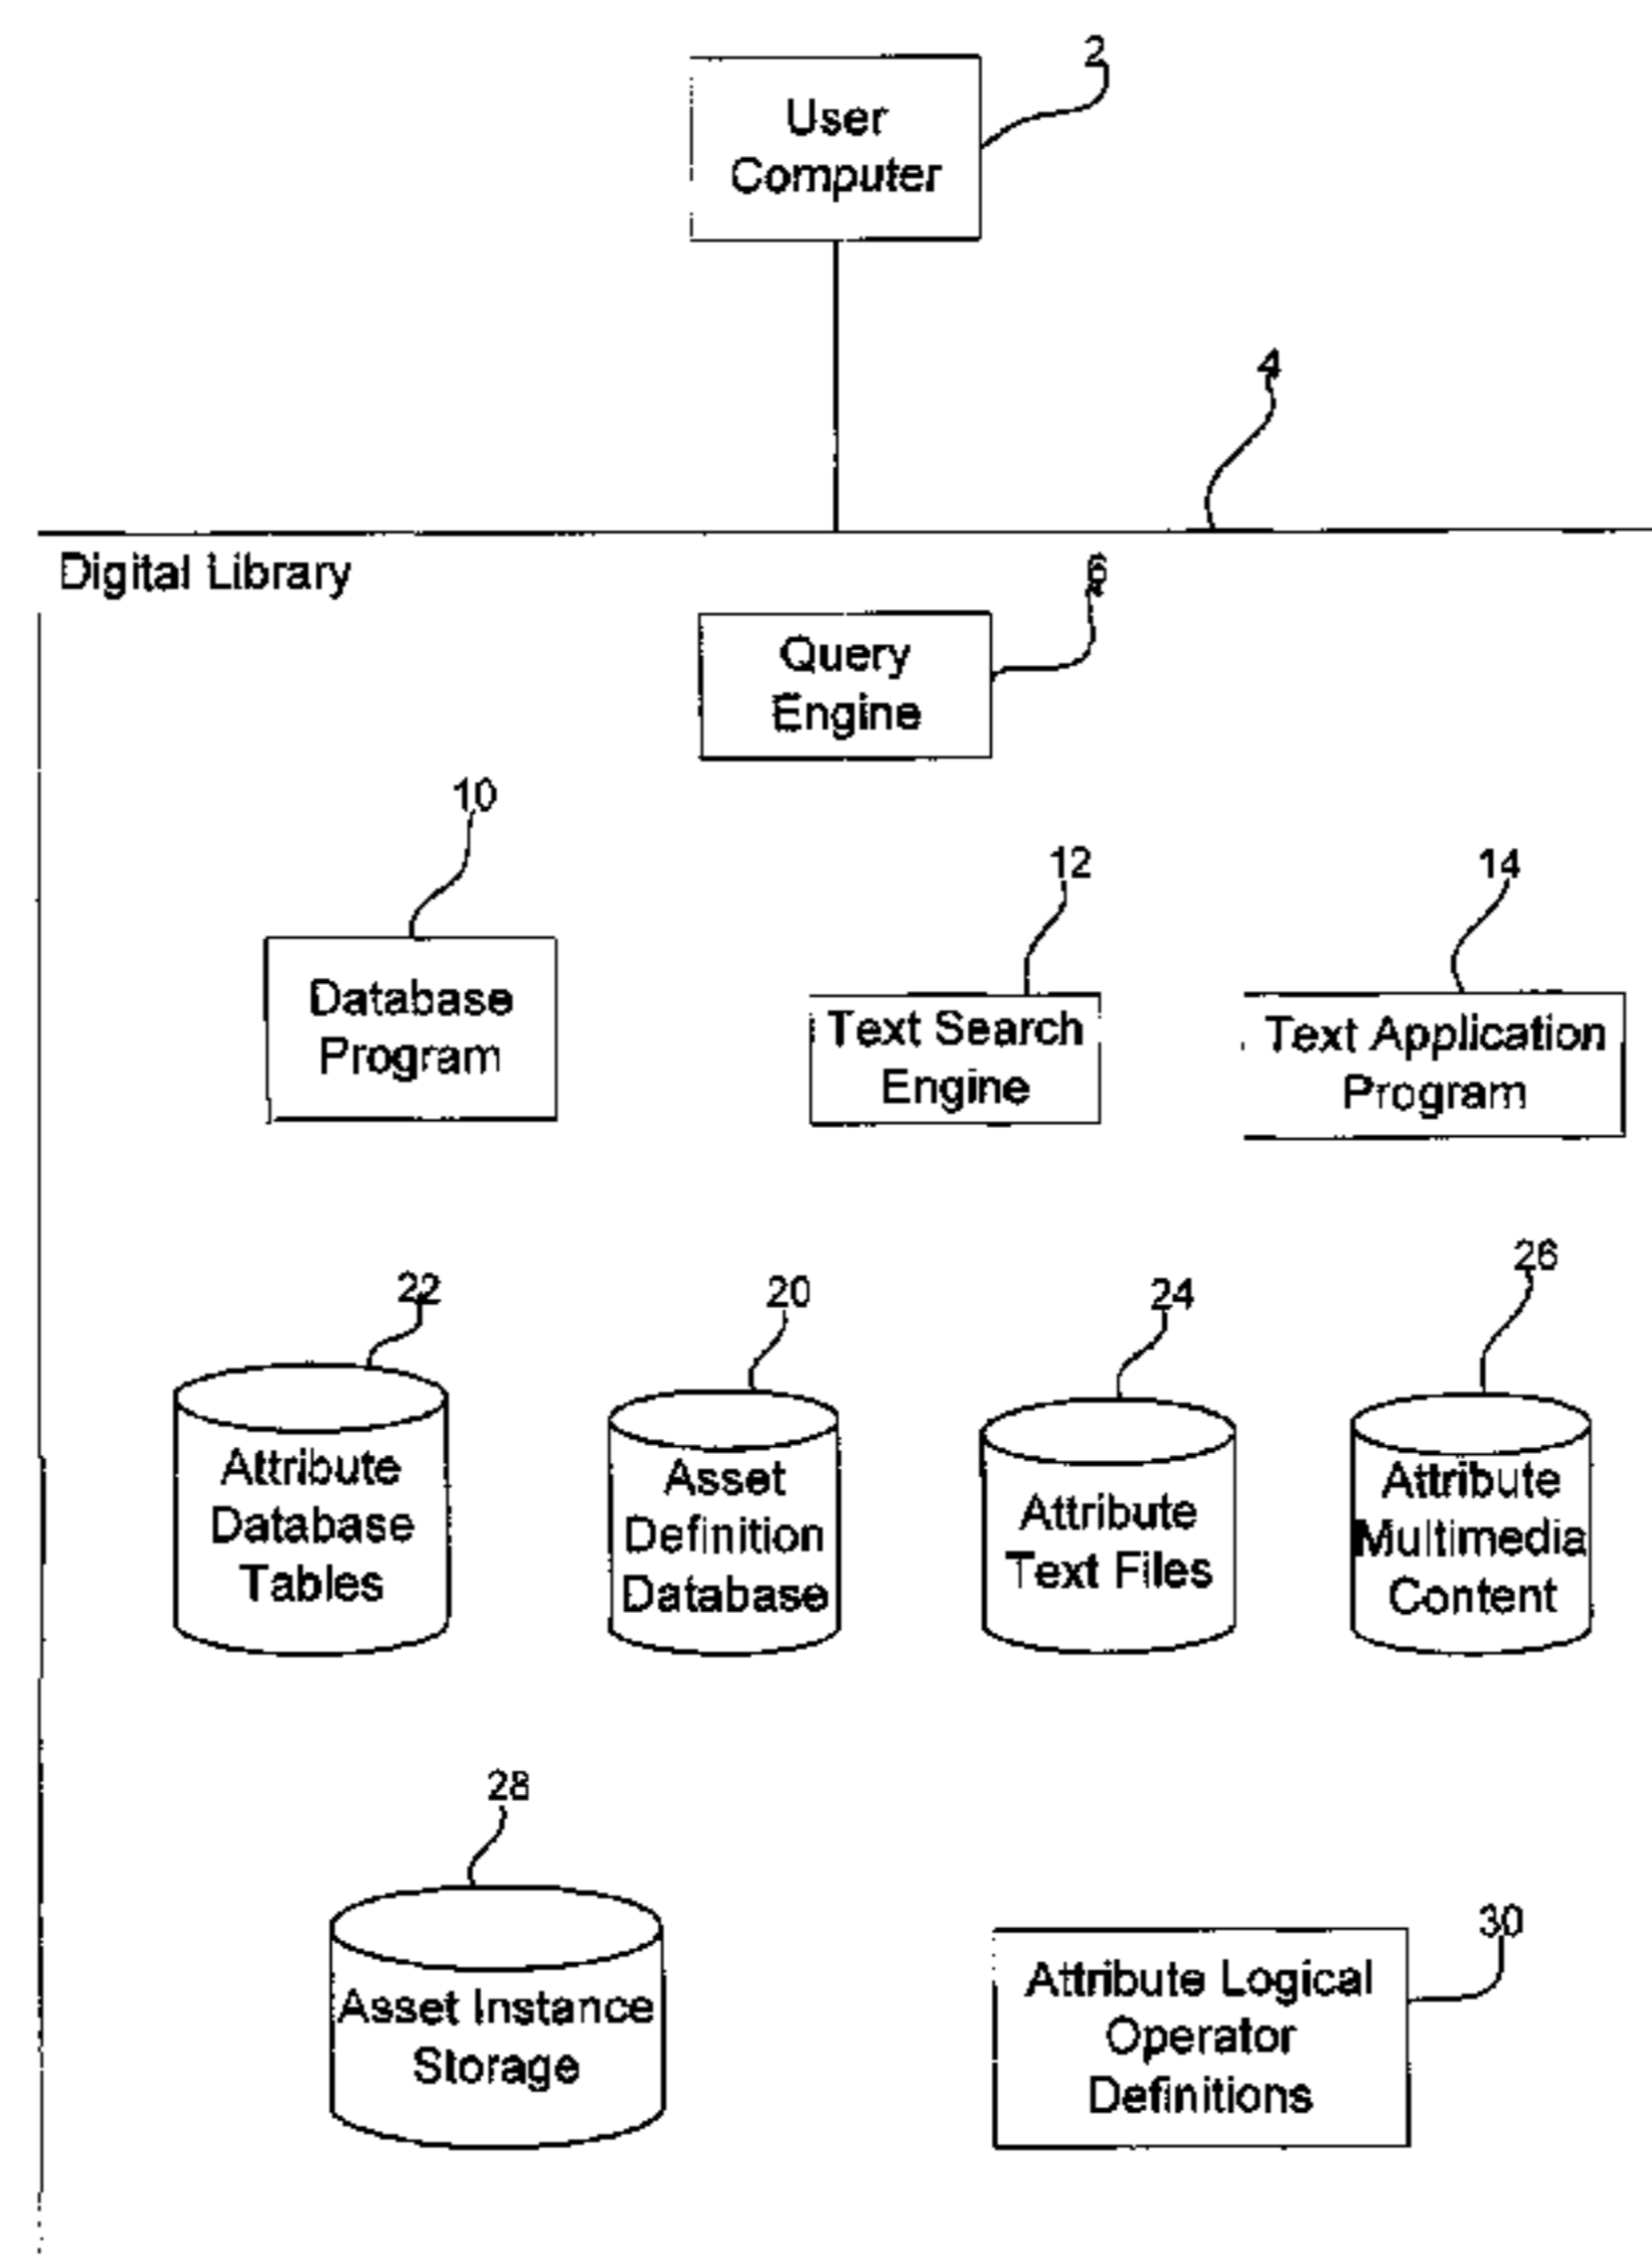 2
User
Computer
4
Digital Library
6
Query
Engine
10
12
14
Database
Program
Text Search
Engine
Text Application
Program
22
20
24
26
Attribute
Database
Tables
Asset
Definition
Database
Attribute
Text Files
Attribute
Multimedia
Content
28
30
Asset Instance
Storage
Attribute Logical
Operator
Definitions